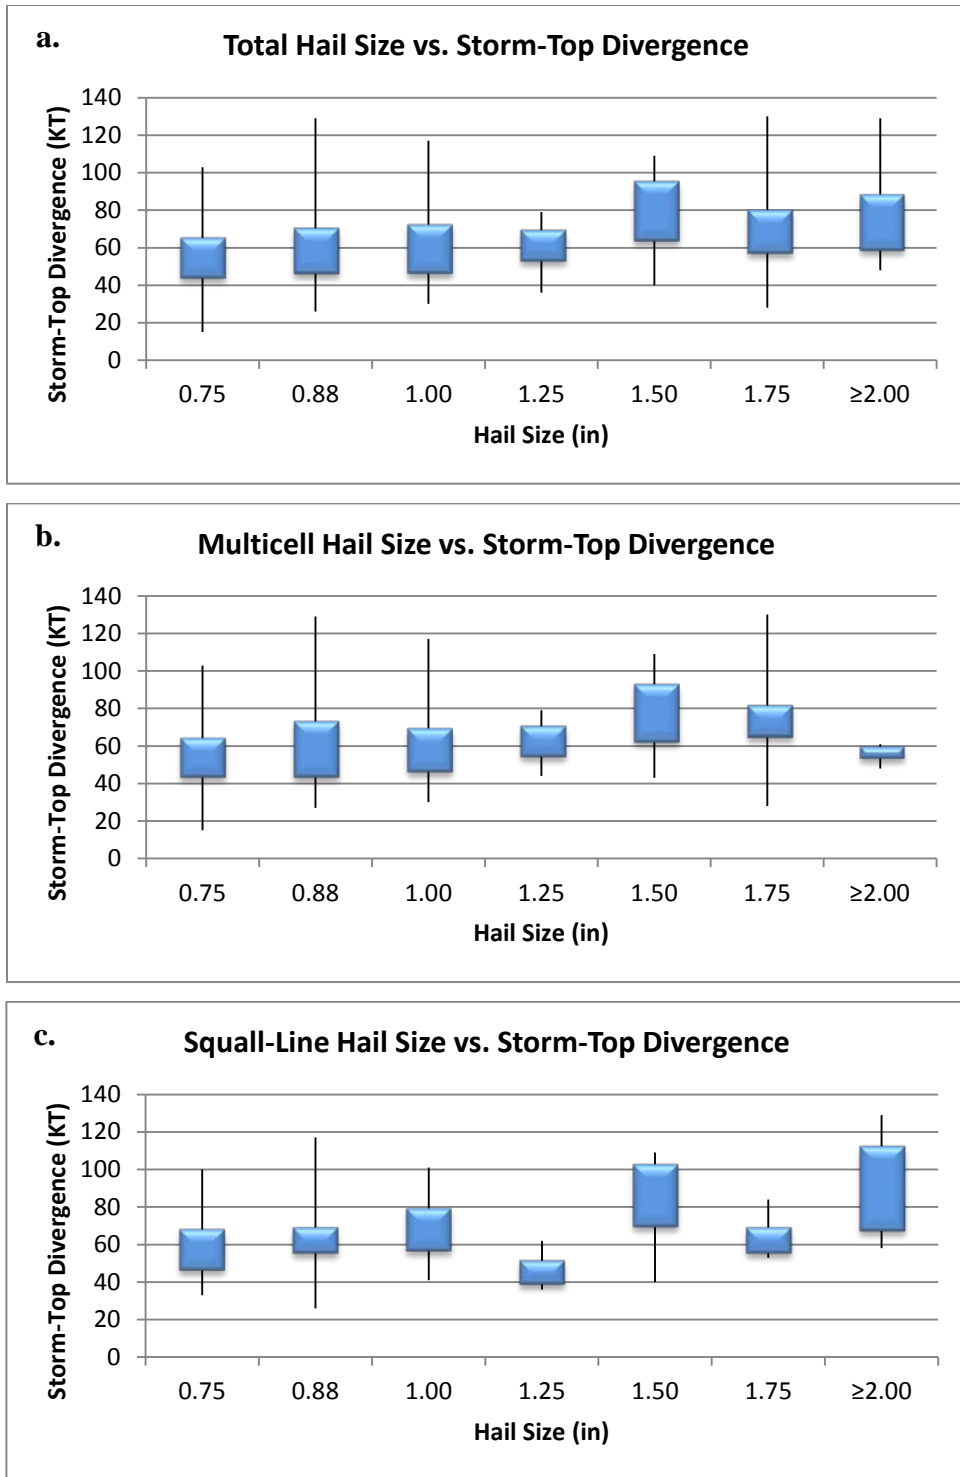 a.
Total Hail Size vs. Storm-Top Divergence
Storm-Top Divergence (KT)
140
120
100
80
60
40
20
0
0.75 0.88 1.00 1.25 1.50 1.75 ≥2.00
Hail Size (in)
b.
Multicell Hail Size vs. Storm-Top Divergence
Storm-Top Divergence (KT)
140
120
100
80
60
40
20
0
0.75 0.88 1.00 1.25 1.50 1.75 ≥2.00
Hail Size (in)
c.
Squall-Line Hail Size vs. Storm-Top Divergence
Storm-Top Divergence (KT)
140
120
100
80
60
40
20
0
0.75 0.88 1.00 1.25 1.50 1.75 ≥2.00
Hail Size (in)